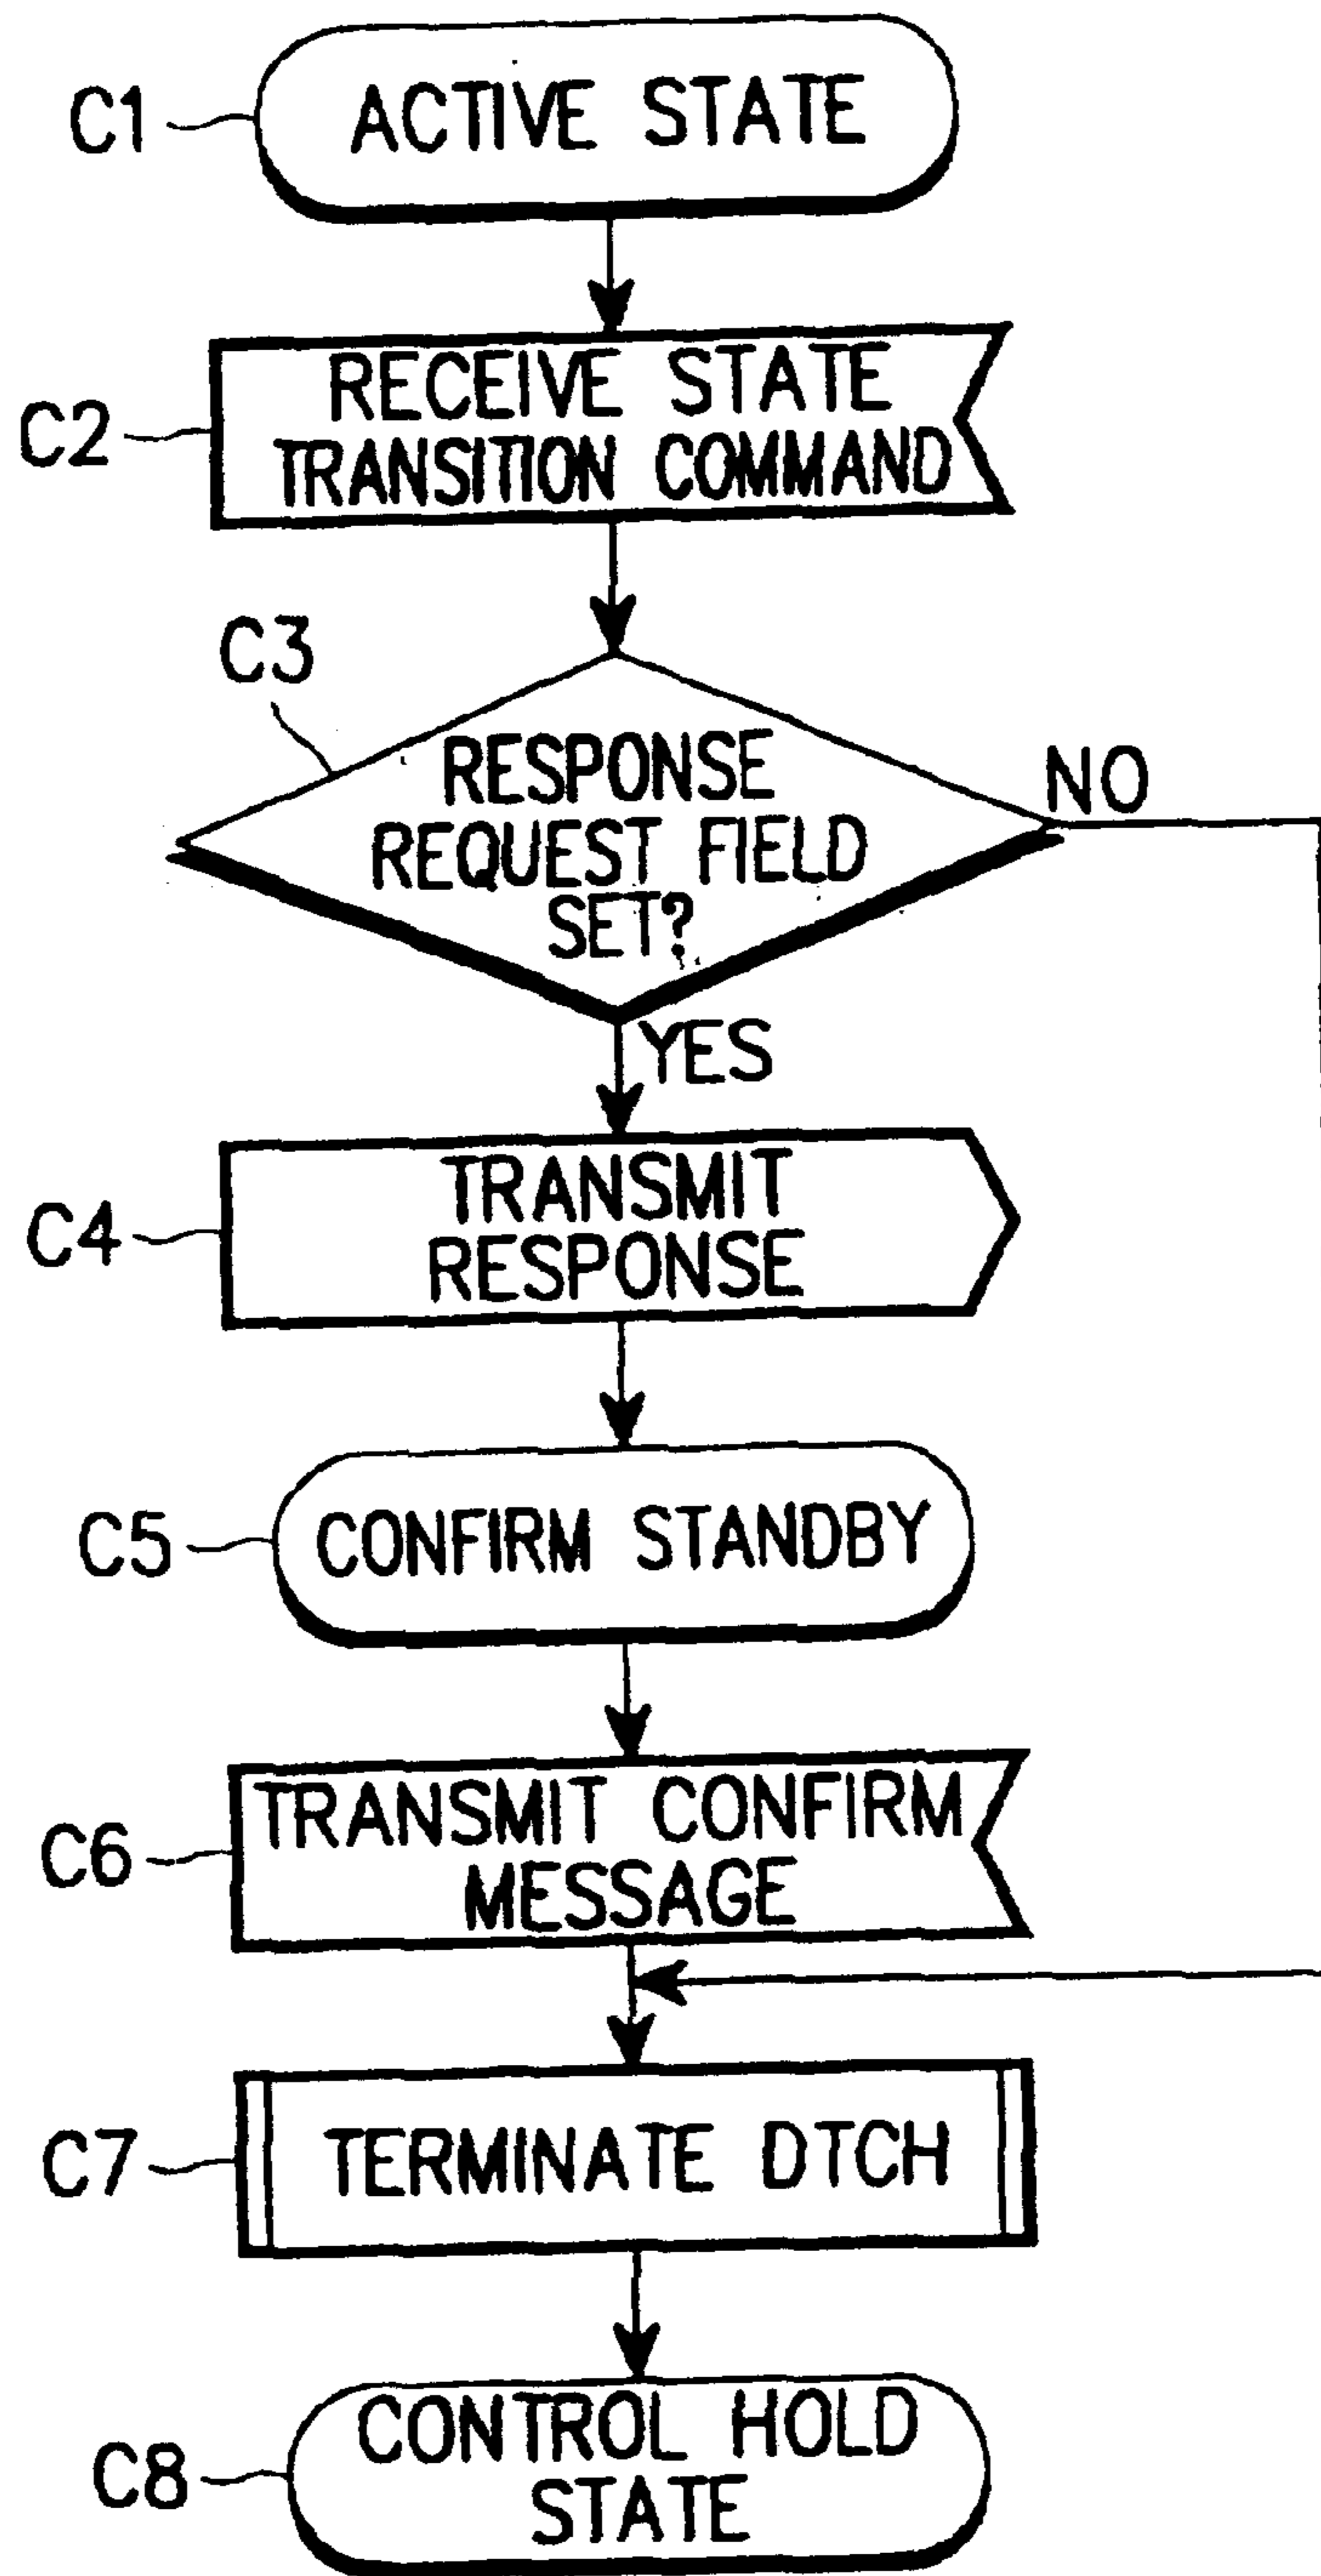 C1
ACTIVE STATE
C2
RECEIVE STATE
TRANSITION COMMAND
C3
RESPONSE
REQUEST FIELD
SET?
NO
YES
C4
TRANSMIT
RESPONSE
C5
CONFIRM STANDBY
C6
TRANSMIT CONFIRM
MESSAGE
C7
TERMINATE DTCH
C8
CONTROL HOLD
STATE